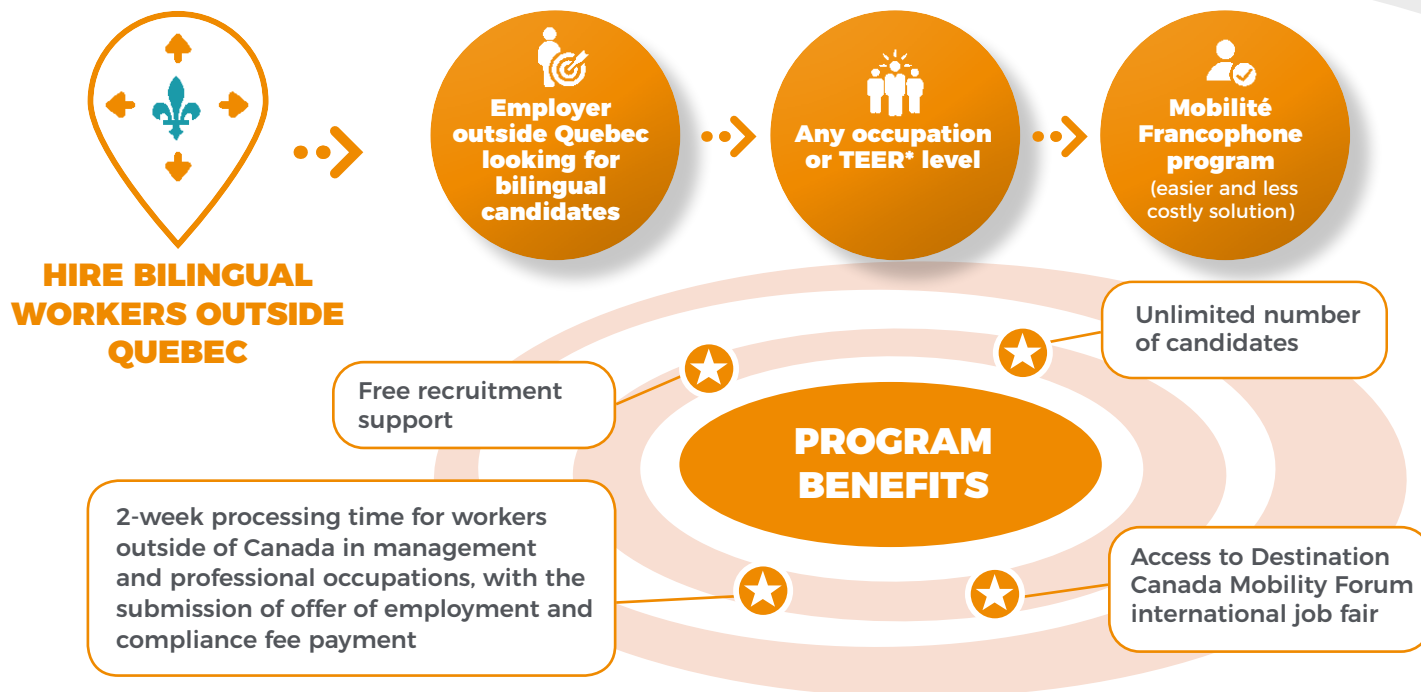 HIRE BILINGUAL
WORKERS OUTSIDE
QUEBEC
Employer
outside Quebec
looking for
bilingual
candidates
Any occupation
or TEER* level
Mobilité
Francophone
program
(easier and less
costly solution)
PROGRAM
BENEFITS
Free recruitment
support
Unlimited number
of candidates
2-week processing time for workers
outside of Canada in management
and professional occupations, with the
submission of offer of employment and
compliance fee payment
Access to Destination
Canada Mobility Forum
international job fair